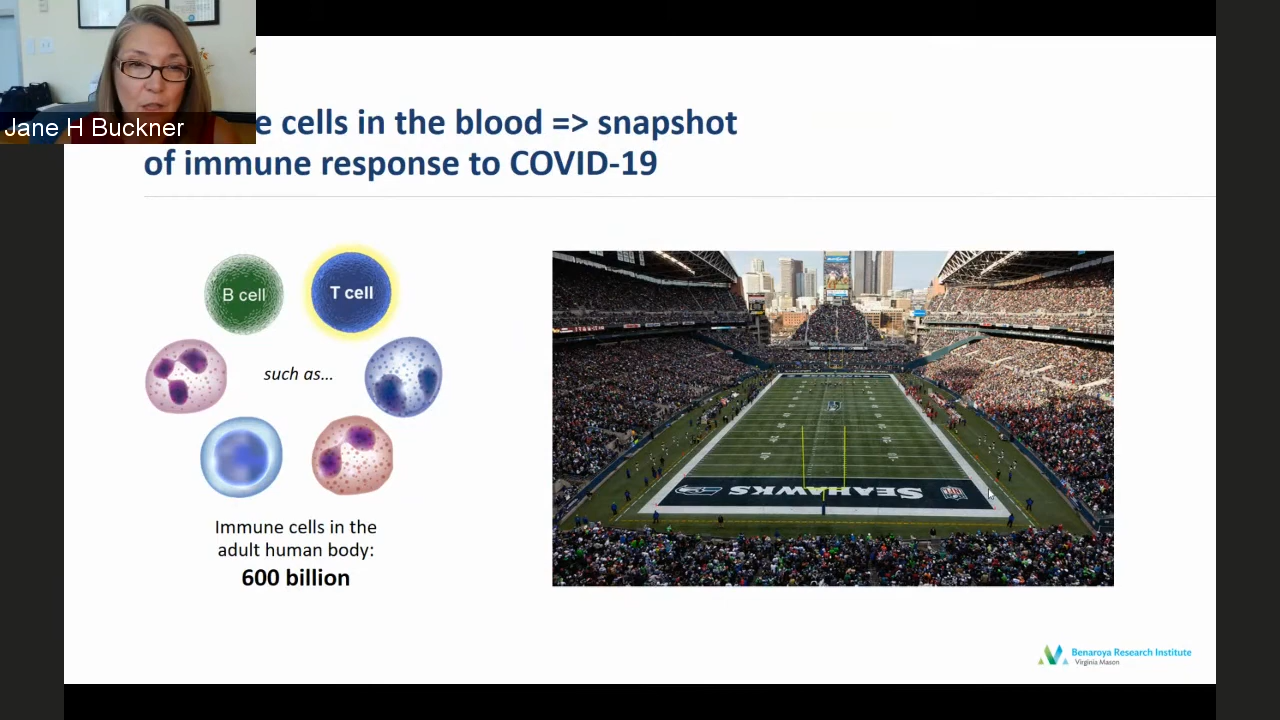 Jane H Buckner
e cells in the blood => snapshot
of immune response to COVID-19
B cell
T cell
such as...
Immune cells in the
adult human body:
600 billion
SEAHAWKS
NFL
Benaroya Research Institute
Virginia Mason